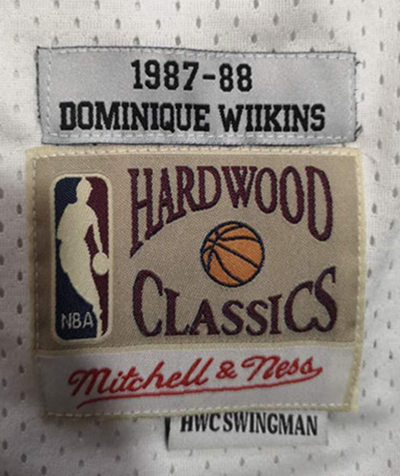 1987-88
DOMINIQUE WIIKINS
HARDWOOD
CLASSICS
NBA
Mitchell & Ness
HWC SWINGMAN